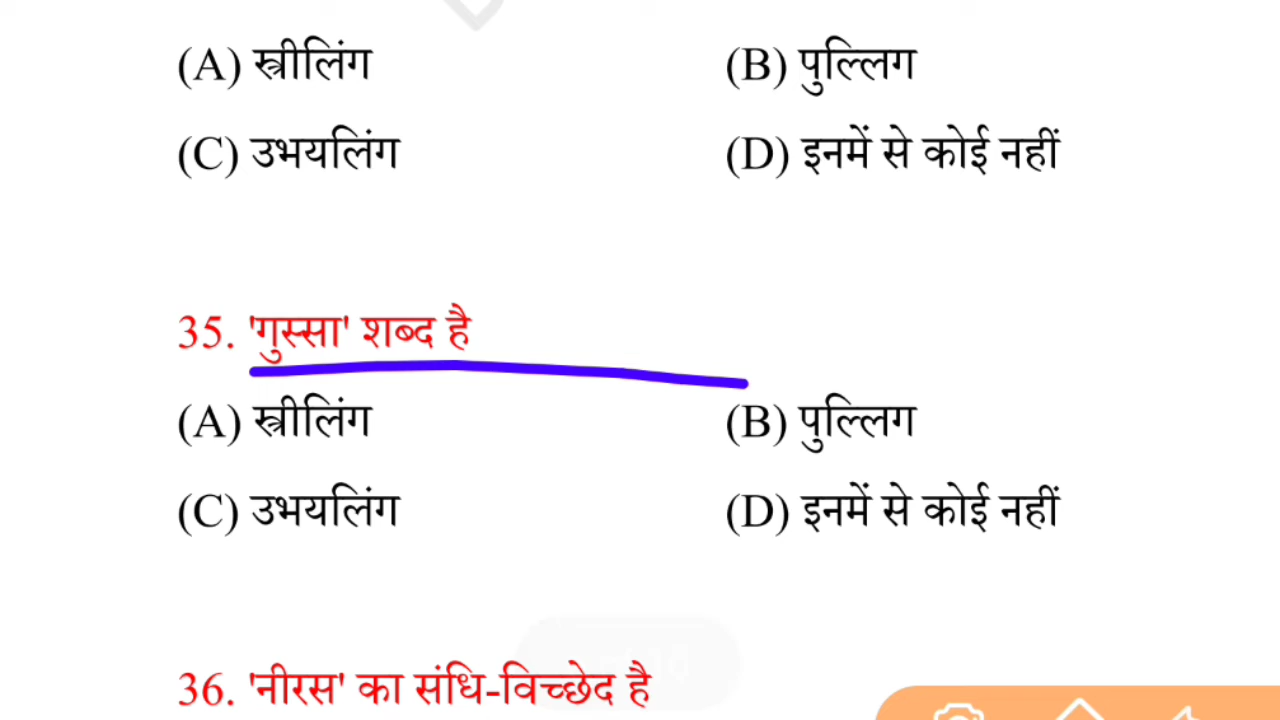 (A) स्त्रीलिंग (B) पुल्लिग
(C) उभयलिंग (D) इनमें से कोई नहीं
35. 'गुस्सा' शब्द है
(A) स्त्रीलिंग (B) पुल्लिग
(C) उभयलिंग (D) इनमें से कोई नहीं
36. 'नीरस' का संधि-विच्छेद है